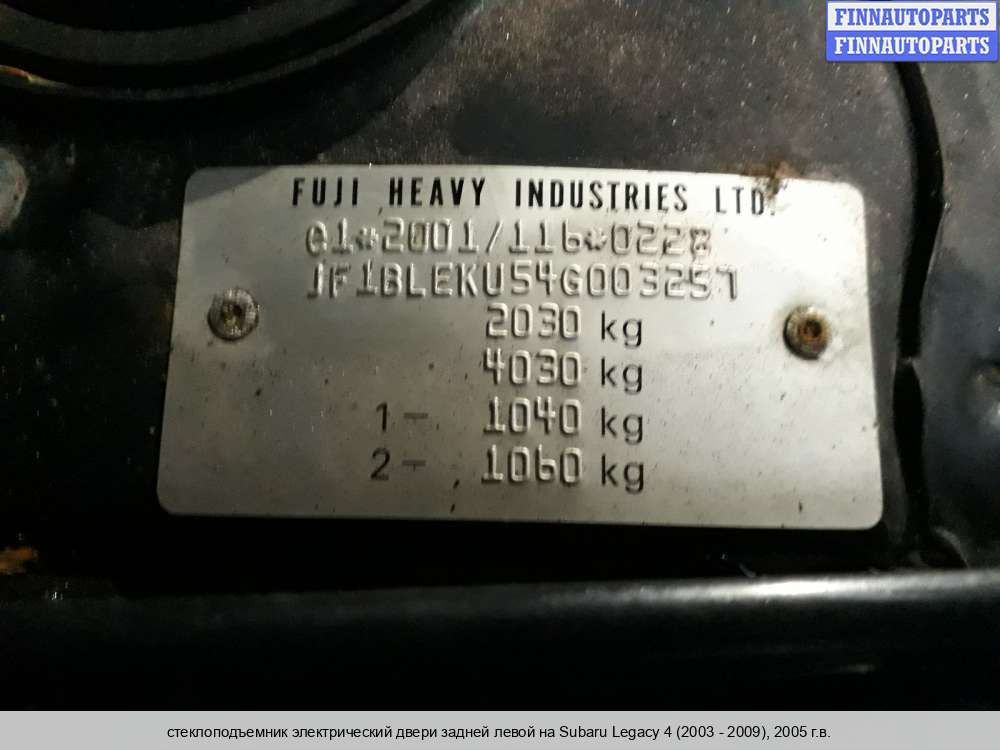 FINNAUTOPARTS
FINNAUTOPARTS
FUJI HEAVY INDUSTRIES LTD.
e1*2001/116*0228
JF1BLEKU54G003257
2030 kg
4030 kg
1- 1040 kg
2- 1060 kg
стеклоподъемник электрический двери задней левой на Subaru Legacy 4 (2003 - 2009), 2005 г.в.